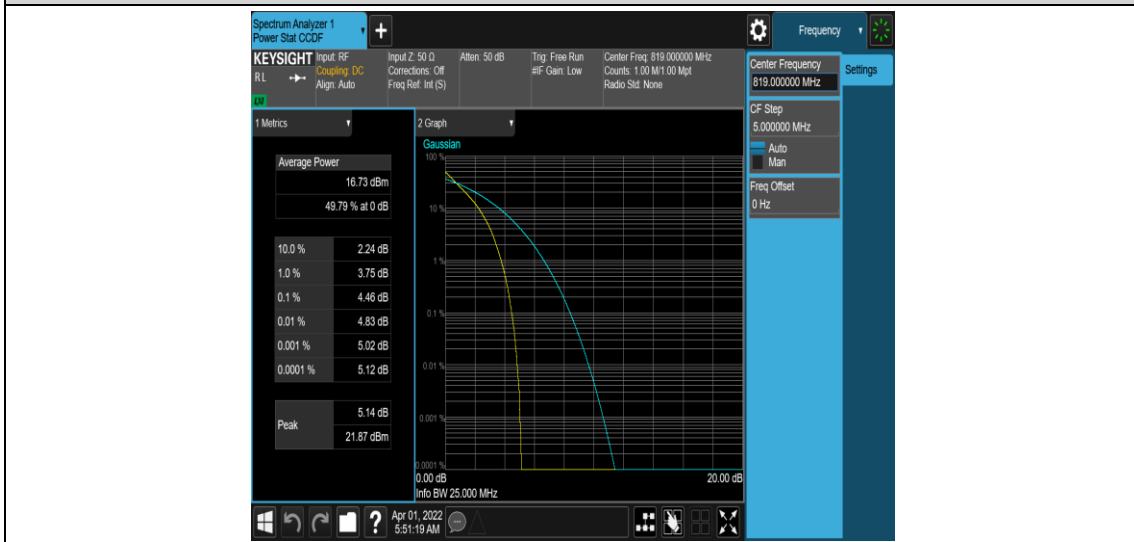 Spectrum Analyzer 1
Power Stat CCDF
+
Frequency
KEYSIGHT
RL
LXI
Input: RF
Coupling: DC
Align: Auto
Input Z: 50 Ω
Corrections: Off
Freq Ref: Int (S)
Atten: 50 dB
Trig: Free Run
#IF Gain: Low
Center Freq: 819.000000 MHz
Counts: 1.00 M/1.00 Mpt
Radio Std: None
Center Frequency
819.000000 MHz
Settings
CF Step
5.000000 MHz
Auto
Man
Freq Offset
0 Hz
1 Metrics
Average Power
16.73 dBm
49.79 % at 0 dB
10.0 % 2.24 dB
1.0 % 3.75 dB
0.1 % 4.46 dB
0.01 % 4.83 dB
0.001 % 5.02 dB
0.0001 % 5.12 dB
Peak
5.14 dB
21.87 dBm
2 Graph
Gaussian
100 %
10 %
1 %
0.1 %
0.01 %
0.001 %
0.0001 %
0.00 dB 20.00 dB
Info BW 25.000 MHz
?
Apr 01, 2022
5:51:19 AM